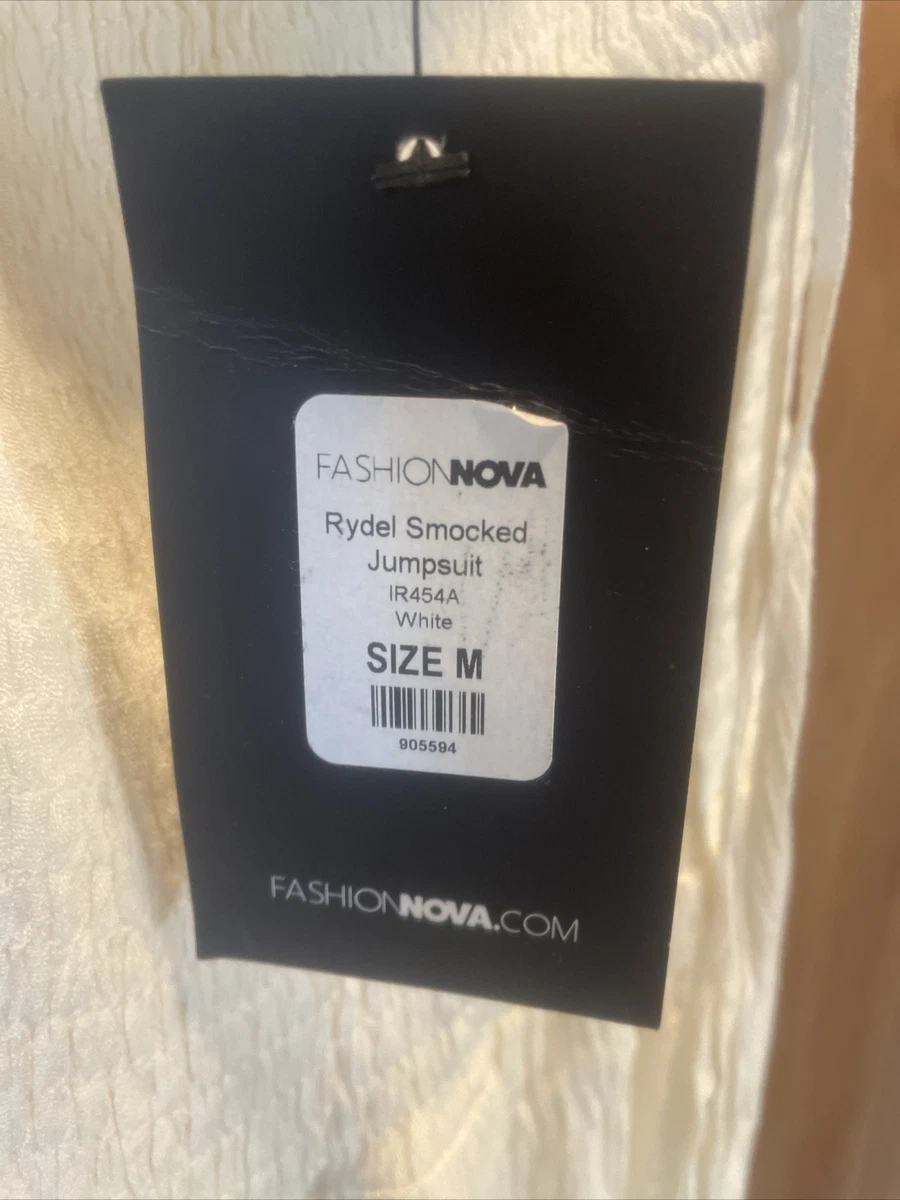 FASHIONNOVA
Rydel Smocked
Jumpsuit
IR454A
White
SIZE M
905594
FASHIONNOVA.COM